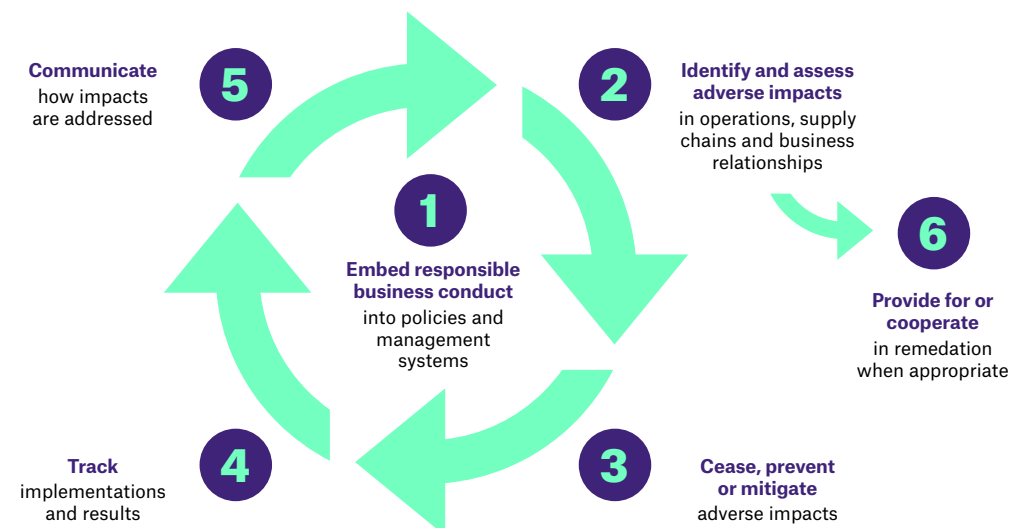 1
Embed responsible
business conduct
into policies and
management
systems
2
Identify and assess
adverse impacts
in operations, supply
chains and business
relationships
3
Cease, prevent
or mitigate
adverse impacts
4
Track
implementations
and results
5
Communicate
how impacts
are addressed
6
Provide for or
cooperate
in remedation
when appropriate